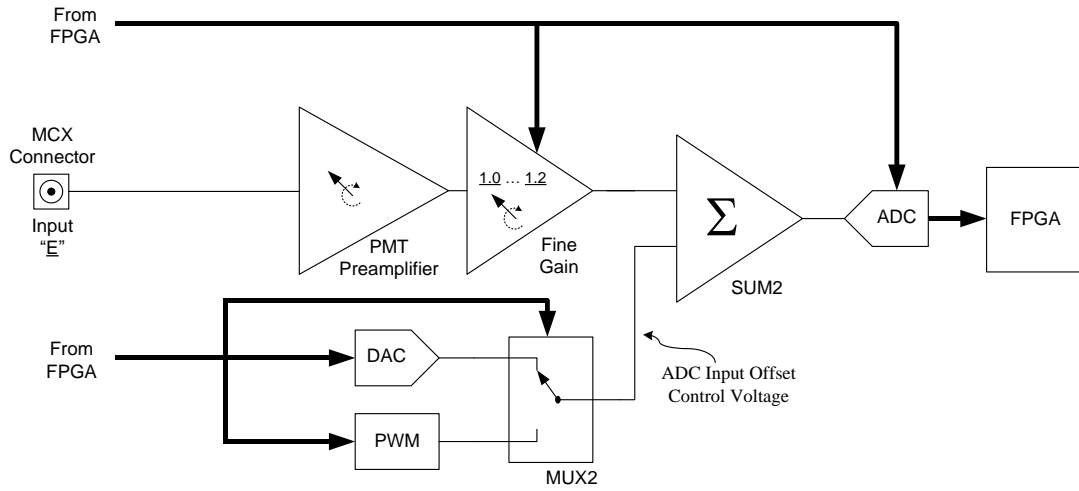 From
FPGA
MCX
Connector
Input
“E”
1.0 ... 1.2
PMT
Preamplifier
Fine
Gain
Σ
SUM2
ADC
FPGA
From
FPGA
DAC
PWM
MUX2
ADC Input Offset
Control Voltage